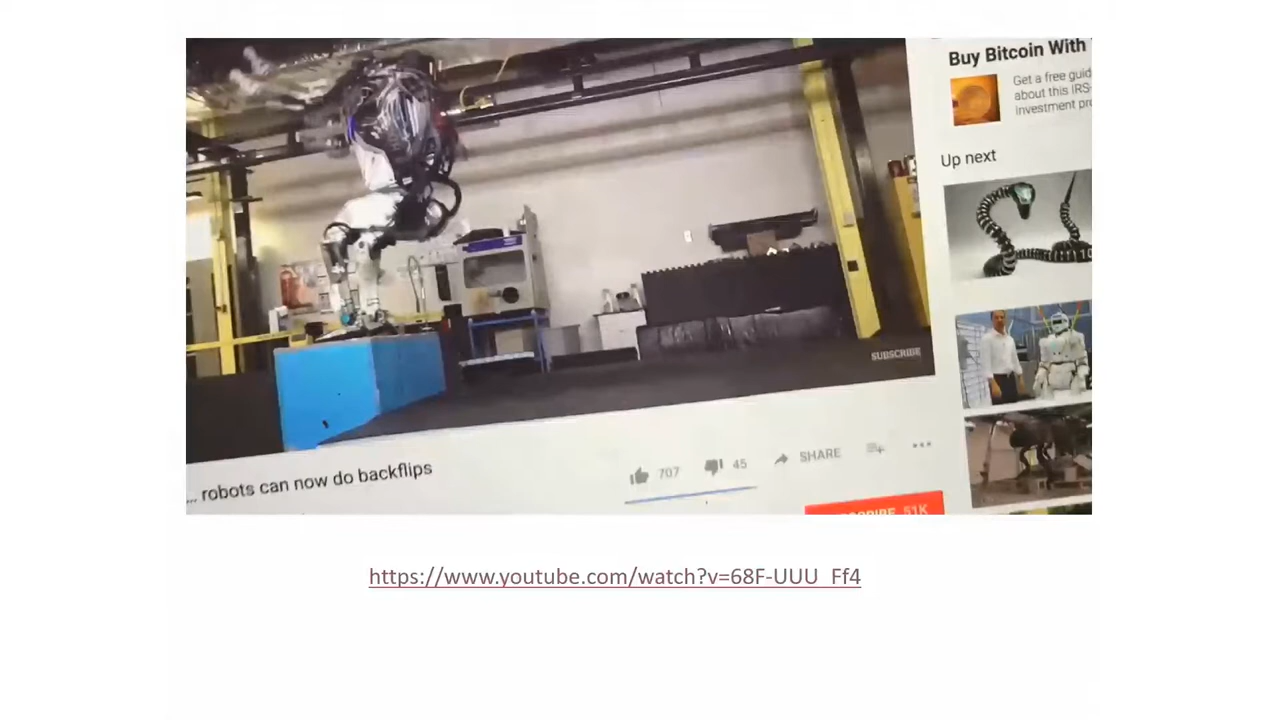 Buy Bitcoin With
Get a free guid
about this IRS-
investment pr
Up next
SUBSCRIBE
... robots can now do backflips
707
45
SHARE
51K
https://www.youtube.com/watch?v=68F-UUU_Ff4